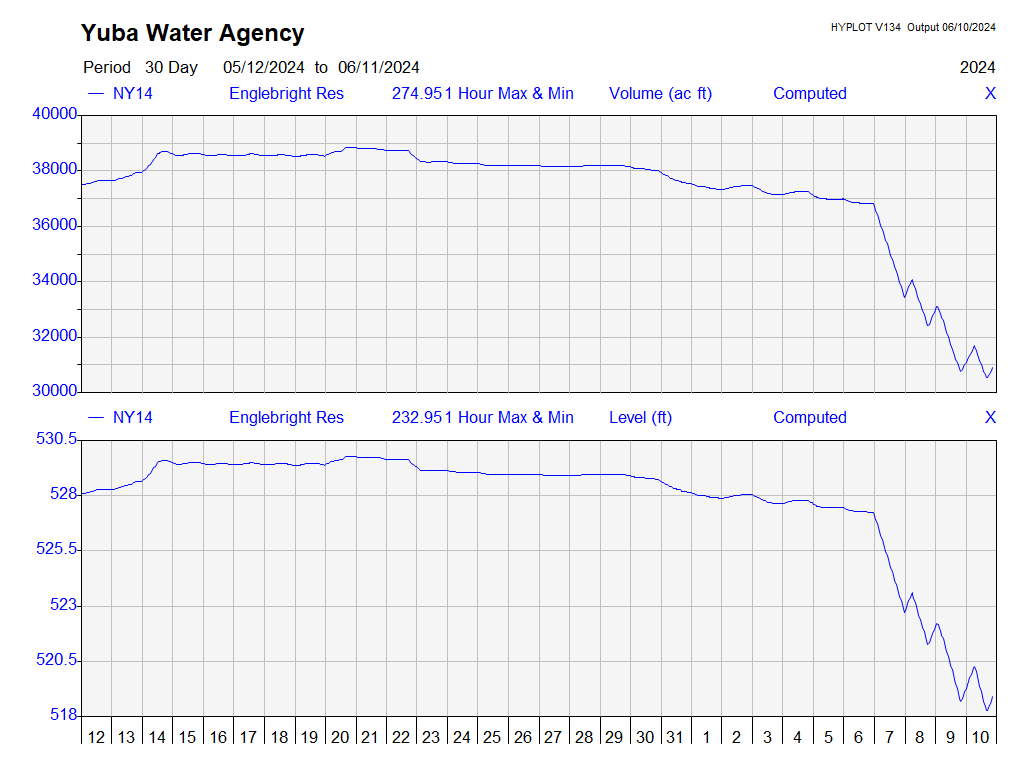 Yuba Water Agency
HYPLOT V134 Output 06/10/2024
Period 30 Day 05/12/2024 to 06/11/2024 2024
NY14 Englebright Res 274.951 Hour Max & Min Volume (ac ft) Computed X
40000
38000
36000
34000
32000
30000
NY14 Englebright Res 232.951 Hour Max & Min Level (ft) Computed X
530.5
528
525.5
523
520.5
518
12 13 14 15 16 17 18 19 20 21 22 23 24 25 26 27 28 29 30 31 1 2 3 4 5 6 7 8 9 10